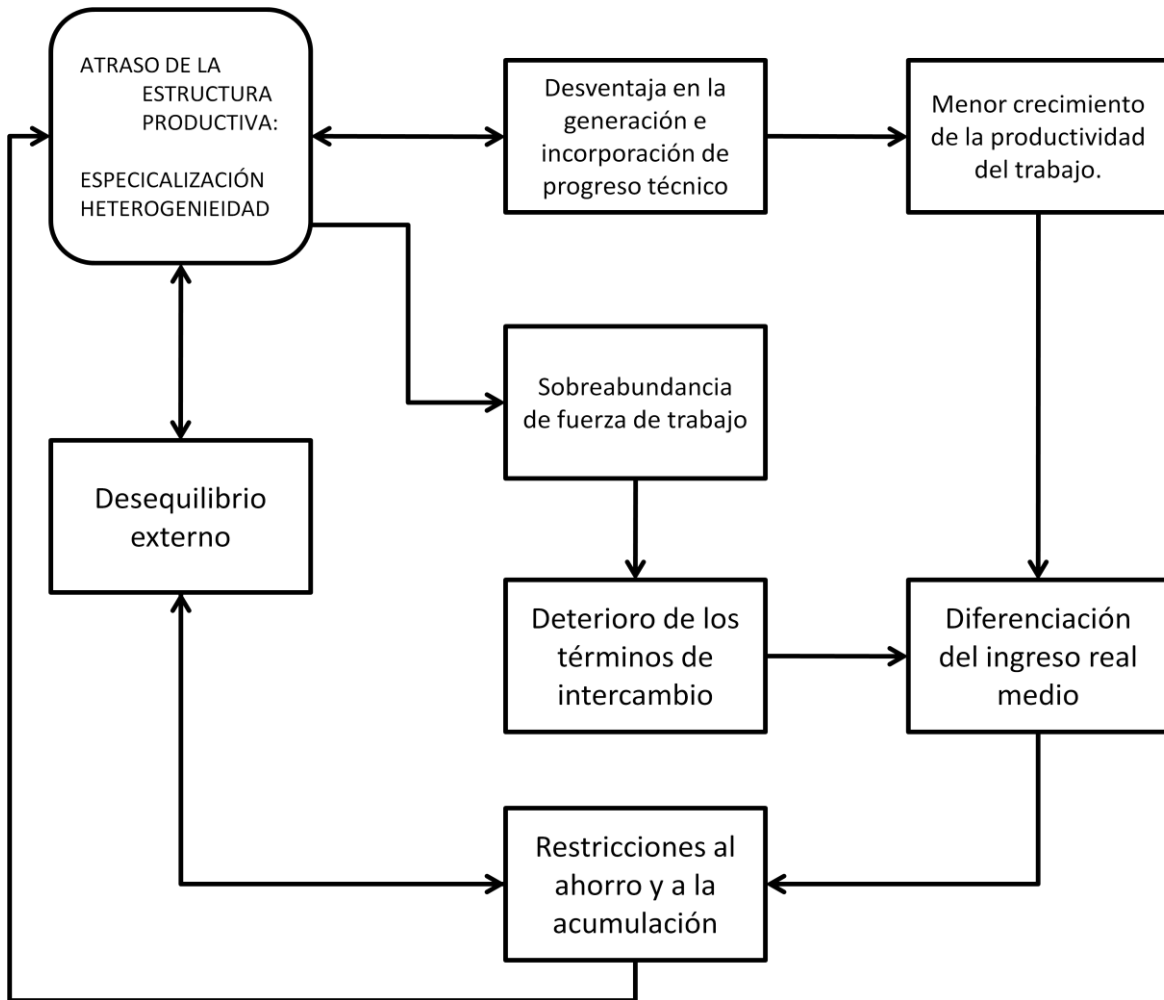 ATRASO DE LA
ESTRUCTURA
PRODUCTIVA:
ESPECICALIZACIÓN
HETEROGENIEIDAD
Desventaja en la
generación e
incorporación de
progreso técnico
Menor crecimiento
de la productividad
del trabajo.
Sobreabundancia
de fuerza de trabajo
Desequilibrio
externo
Deterioro de los
términos de
intercambio
Diferenciación
del ingreso real
medio
Restricciones al
ahorro y a la
acumulación